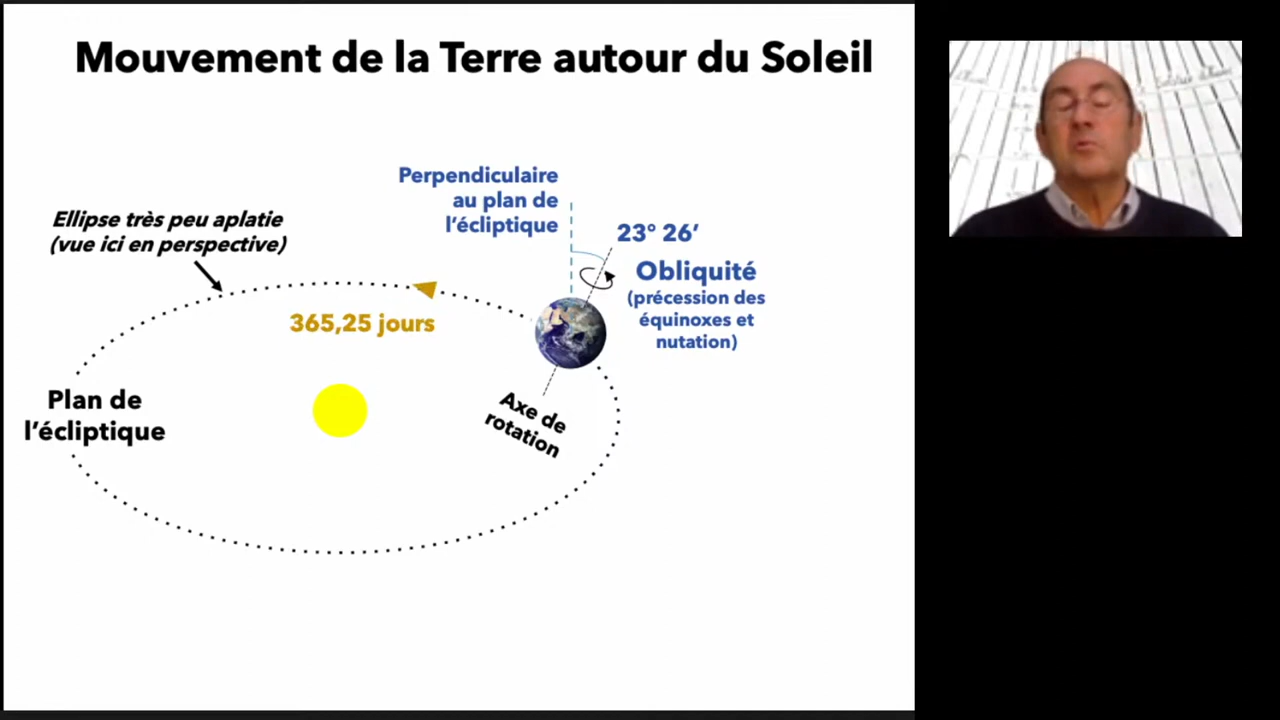 Mouvement de la Terre autour du Soleil
Perpendiculaire
au plan de
l'écliptique
Ellipse très peu aplatie
(vue ici en perspective)
23° 26'
Obliquité
(précession des
équinoxes et
nutation)
365,25 jours
Plan de
l'écliptique
Axe de
rotation